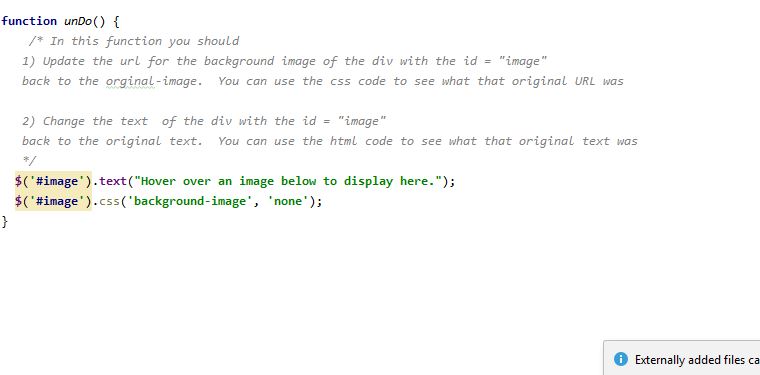 function unDo() {
/* In this function you should
1) Update the url for the background image of the div with the id = "image"
back to the orginal-image. You can use the css code to see what that original URL was
2) Change the text of the div with the id = "image"
back to the original text. You can use the html code to see what that original text was
*/
$('#image').text("Hover over an image below to display here.");
$('#image').css('background-image', 'none');
}
Externally added files ca